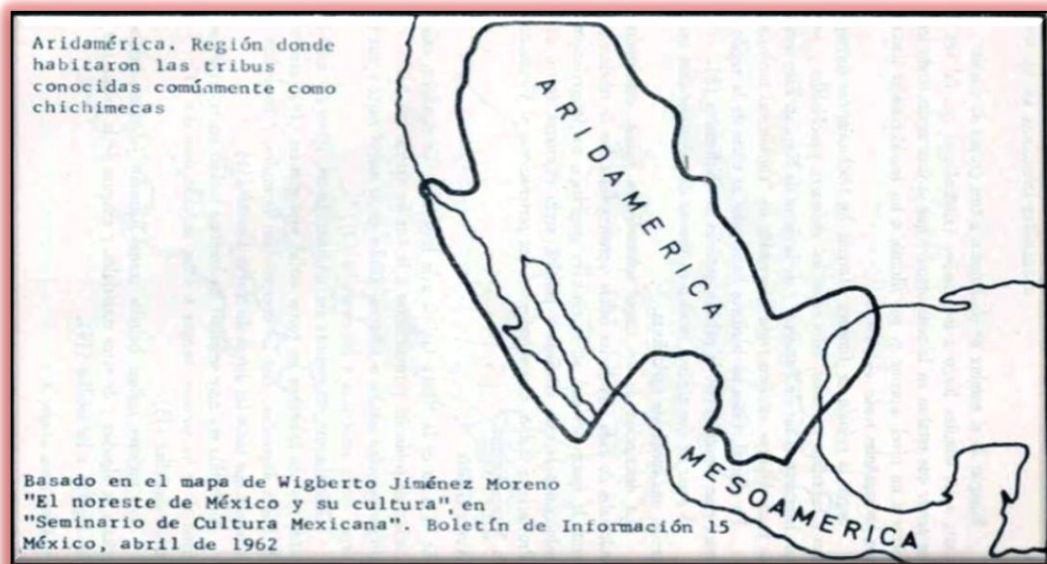 Aridamérica. Región donde
habitaron las tribus
conocidas comúnmente como
chichimecas
ARIDAMERICA
MESOAMERICA
Basado en el mapa de Wigberto Jiménez Moreno
"El noreste de México y su cultura", en
"Seminario de Cultura Mexicana". Boletín de Información 15
México, abril de 1962